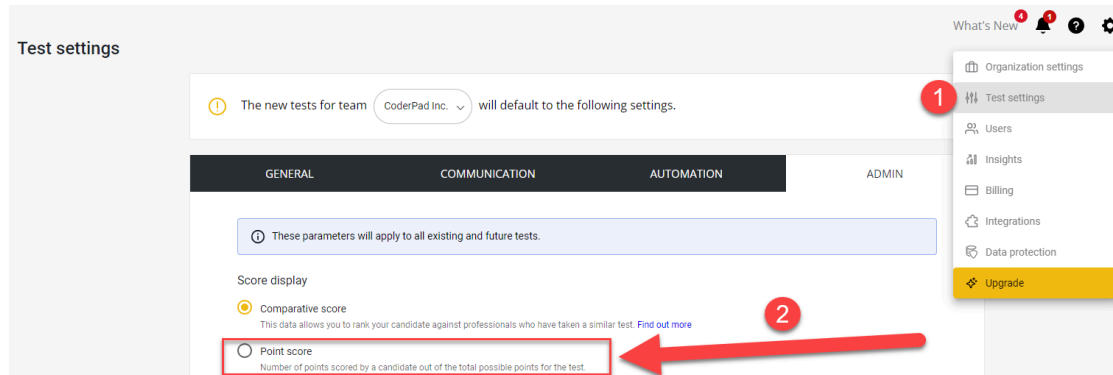 What's New 4 1
Test settings
Organization settings
The new tests for team CoderPad Inc. will default to the following settings.
1 Test settings
Users
Insights
GENERAL COMMUNICATION AUTOMATION ADMIN
Billing
Integrations
These parameters will apply to all existing and future tests.
Data protection
Score display
Upgrade
Comparative score
This data allows you to rank your candidate against professionals who have taken a similar test. Find out more
2
Point score
Number of points scored by a candidate out of the total possible points for the test.